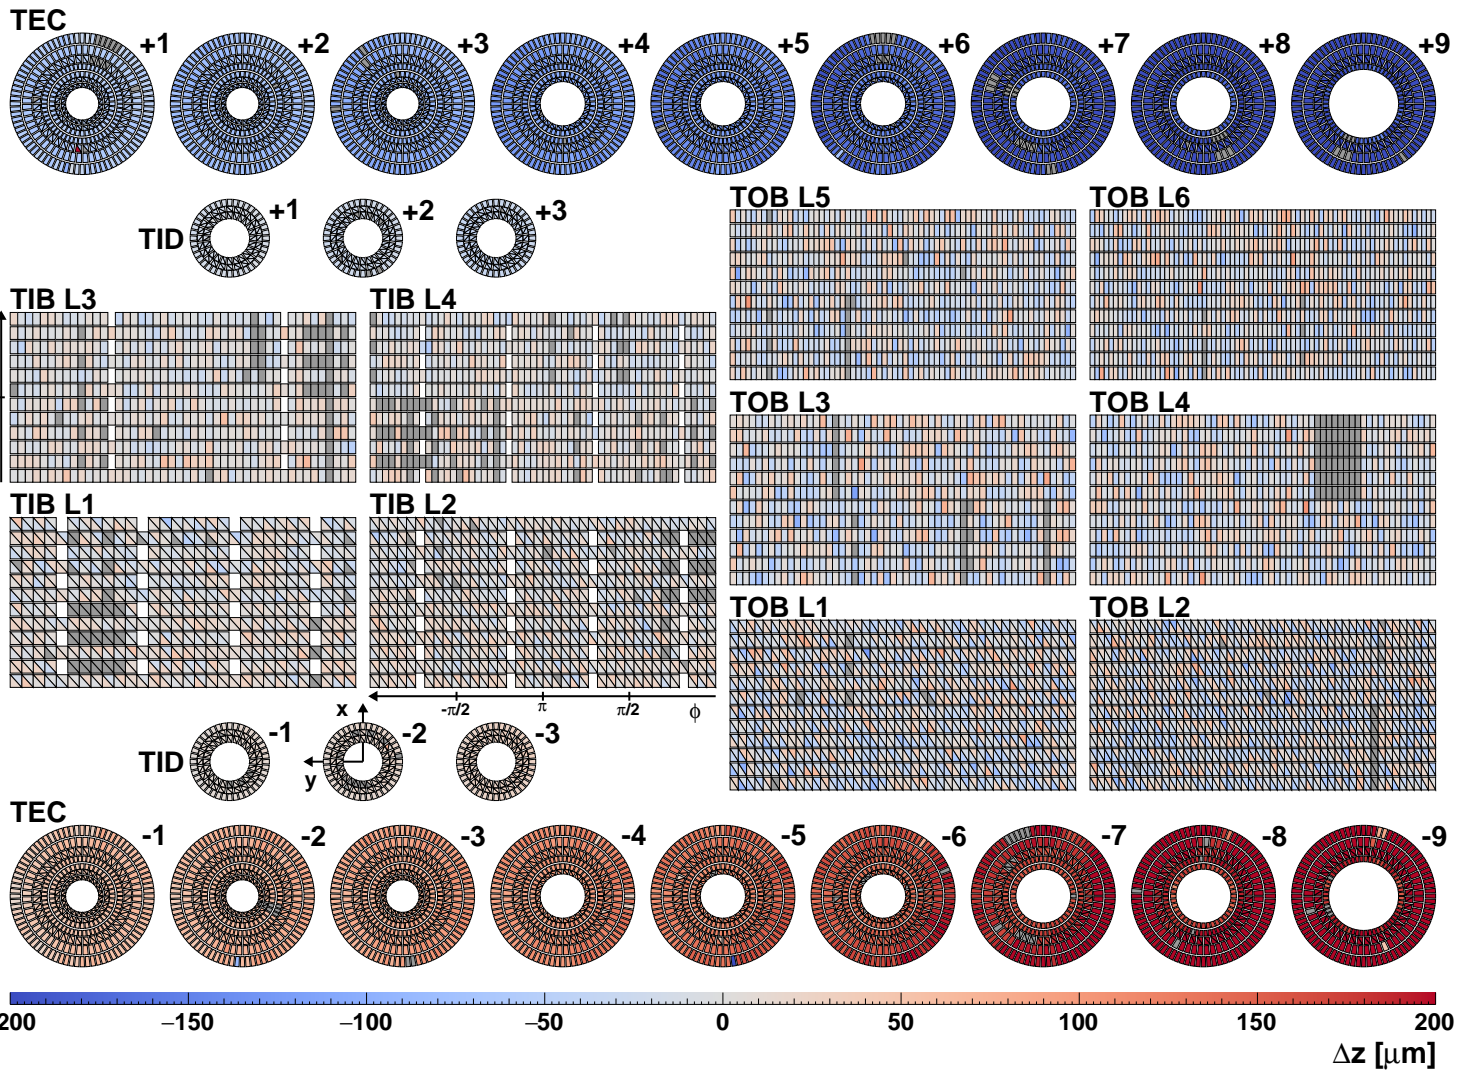 TEC
+1 +2 +3 +4 +5 +6 +7 +8 +9
TID +1 +2 +3
TOB L5 TOB L6
TIB L3 TIB L4
TOB L3 TOB L4
TIB L1 TIB L2
TOB L1 TOB L2
-π/2 π π/2 ϕ
x
y
TID -1 -2 -3
TEC
-1 -2 -3 -4 -5 -6 -7 -8 -9
200 −150 −100 −50 0 50 100 150 200
Δz [μm]